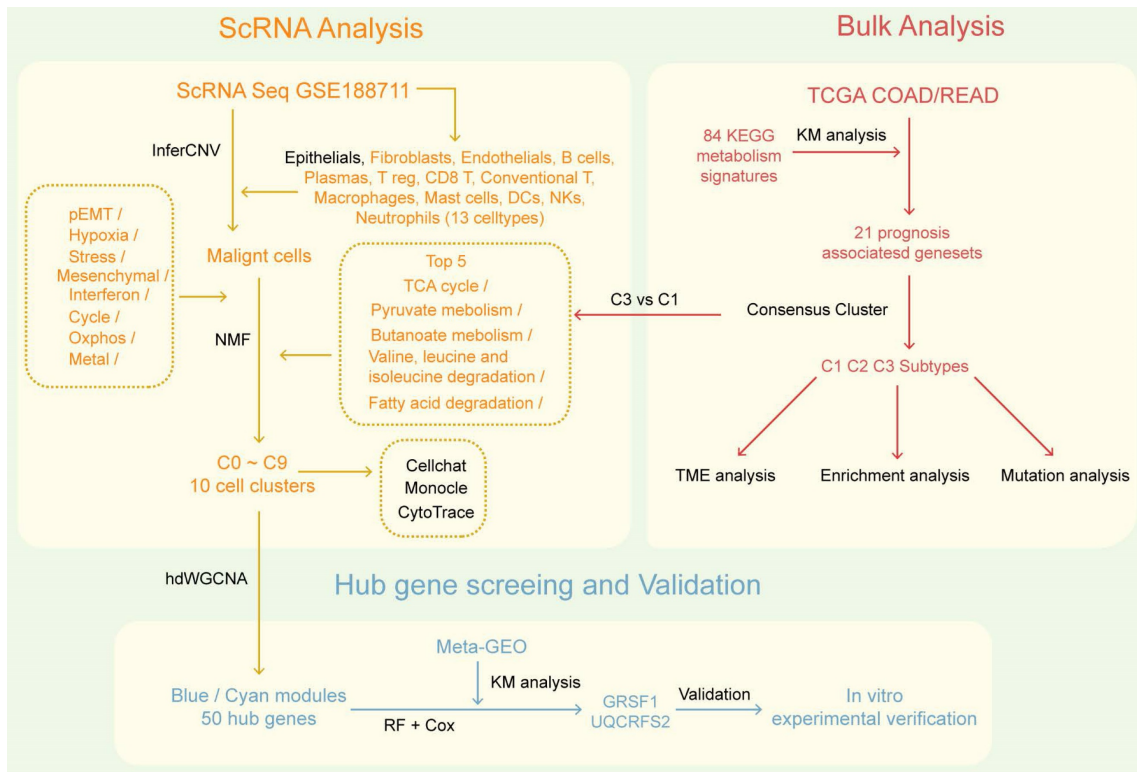 ScRNA Analysis
ScRNA Seq GSE188711
InferCNV
Epithelials, Fibroblasts, Endothelials, B cells,
Plasmas, T reg, CD8 T, Conventional T,
Macrophages, Mast cells, DCs, NKs,
Neutrophils (13 celltypes)
pEMT /
Hypoxia /
Stress /
Mesenchymal /
Interferon /
Cycle /
Oxphos /
Metal /
Malignt cells
NMF
Top 5
TCA cycle /
Pyruvate mebolism /
Butanoate mebolism /
Valine, leucine and
isoleucine degradation /
Fatty acid degradation /
C0 ~ C9
10 cell clusters
Cellchat
Monocle
CytoTrace
Bulk Analysis
TCGA COAD/READ
84 KEGG
metabolism
signatures
KM analysis
21 prognosis
associatesd genesets
C3 vs C1
Consensus Cluster
C1 C2 C3 Subtypes
TME analysis
Enrichment analysis
Mutation analysis
hdWGCNA
Hub gene screeing and Validation
Meta-GEO
KM analysis
Blue / Cyan modules
50 hub genes
RF + Cox
GRSF1
UQCRFS2
Validation
In vitro
experimental verification